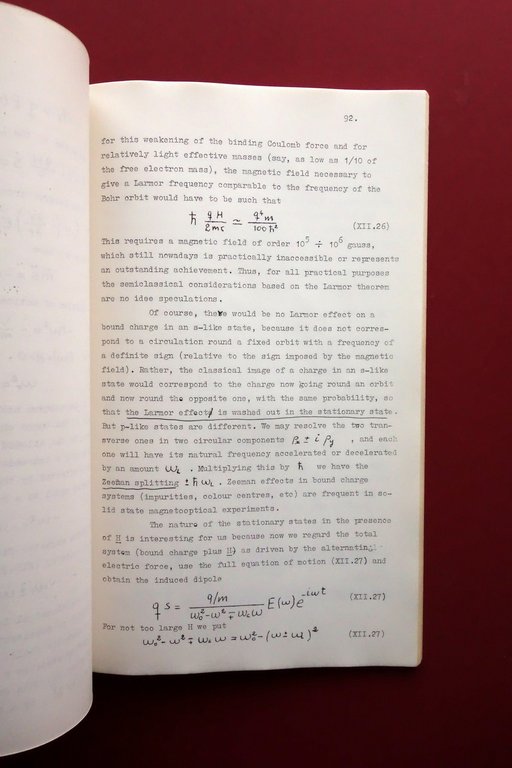 92.
for this weakening of the binding Coulomb force and for
relatively light effective masses (say, as low as 1/10 of
the free electron mass), the magnetic field necessary to
give a Larmor frequency comparable to the frequency of the
Bohr orbit would have to be such that
ħ qH/2mc ≃ q⁴m/100ħ² (XII.26)
This requires a magnetic field of order 10⁵ ÷ 10⁶ gauss,
which still nowadays is practically inaccessible or represents
an outstanding achievement. Thus, for all practical purposes
the semiclassical considerations based on the Larmor theorem
are no idee speculations.
Of course, there would be no Larmor effect on a
bound charge in an s-like state, because it does not corres-
pond to a circulation round a fixed orbit with a frequency of
a definite sign (relative to the sign imposed by the magnetic
field). Rather, the classical image of a charge in an s-like
state would correspond to the charge now going round an orbit
and now round the opposite one, with the same probability, so
that the Larmor effect is washed out in the stationary state.
But p-like states are different. We may resolve the two tran-
sverse ones in two circular components pₓ ± i p_y , and each
one will have its natural frequency accelerated or decelerated
by an amount ω_L . Multiplying this by ħ we have the
Zeeman splitting ± ħ ω_L . Zeeman effects in bound charge
systems (impurities, colour centres, etc) are frequent in so-
lid state magnetooptical experiments.
The nature of the stationary states in the presence
of H is interesting for us because now we regard the total
system (bound charge plus H) as driven by the alternating
electric force, use the full equation of motion (XII.27) and
obtain the induced dipole
q s = (q/m)/(ω₀²-ω²∓ω_cω) E(ω)e^{-iωt} (XII.27)
For not too large H we put
ω₀²-ω²∓ω_cω ≃ ω₀²-(ω±ω_L)² (XII.27)